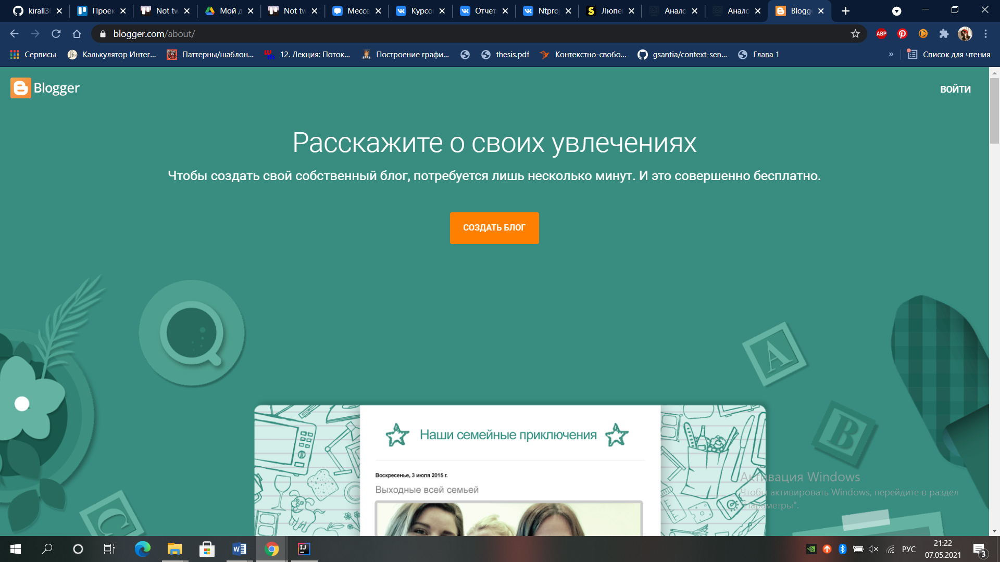 kirall3
Проек
Not tw
Мой д
Not tw
Мессе
Курсо
Отчет
Ntproj
Люпе
Анало
Анало
Blogge
blogger.com/about/
ABP
Сервисы
Калькулятор Интег...
Паттерны/шаблон...
12. Лекция: Поток...
Построение графи...
thesis.pdf
Контекстно-свобо...
gsantia/context-sen...
Глава 1
»
Список для чтения
Blogger
ВОЙТИ
Расскажите о своих увлечениях
Чтобы создать свой собственный блог, потребуется лишь несколько минут. И это совершенно бесплатно.
СОЗДАТЬ БЛОГ
A
B
C
Наши семейные приключения
Воскресенье, 3 июля 2015 г.
Выходные всей семьей
Активация Windows
Чтобы активировать Windows, перейдите в раздел
"Параметры".
РУС
21:22
07.05.2021
3